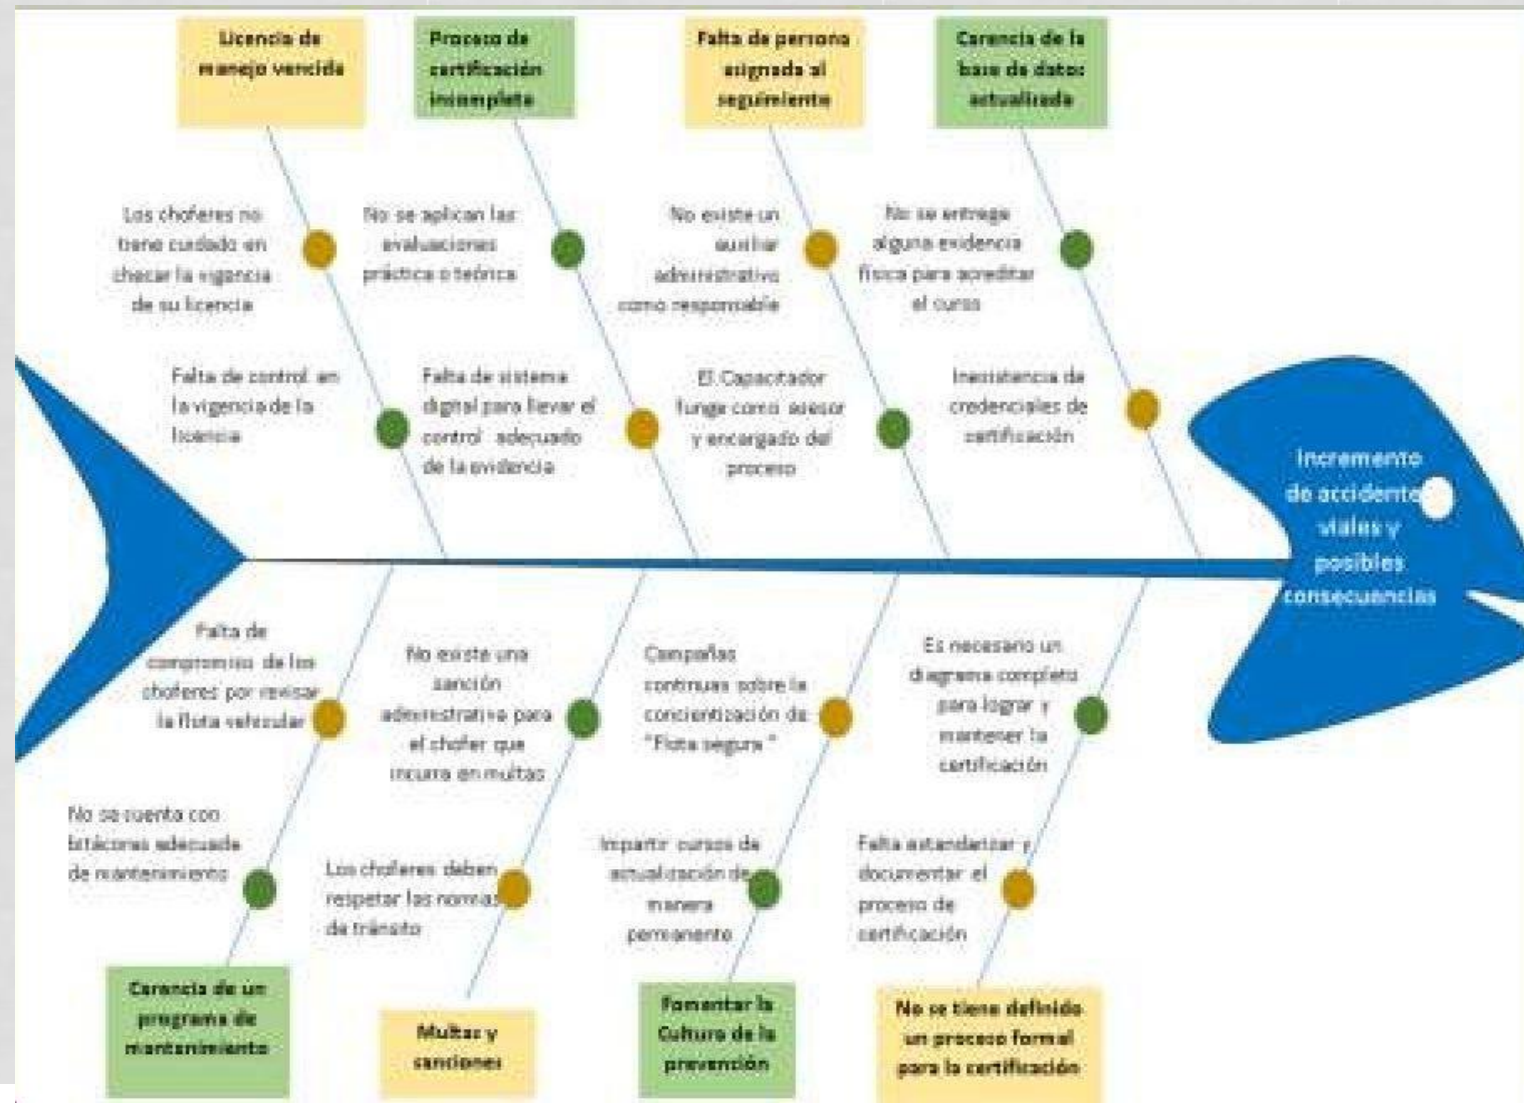 Licencia de
manejo vencida
Proceso de
certificación
incompleto
Falta de persona
asignada al
seguimiento
Carencia de la
base de datos
actualizada
Los choferes no
tiene cuidado en
checar la vigencia
de su licencia
No se aplican las
evaluaciones
práctica o teórica
No existe un
auxiliar
administrativo
como responsable
No se entrega
alguna evidencia
física para acreditar
el curso
Falta de control en
la vigencia de la
licencia
Falta de sistema
digital para llevar el
control adecuado
de la evidencia
El Capacitador
funge como asesor
y encargado del
proceso
Inexistencia de
credenciales de
certificación
Incremento
de accidente
viales y
posibles
consecuencias
Falta de
compromiso de los
choferes por revisar
la flota vehicular
No existe una
sanción
administrativa para
el chofer que
incurra en multas
Campañas
continuas sobre la
concientización de
"Flota segura "
Es necesario un
diagrama completo
para lograr y
mantener la
certificación
No se cuenta con
bitácoras adecuada
de mantenimiento
Los choferes deben
respetar las normas
de tránsito
Impartir cursos de
actualización de
manera
permanente
Falta estandarizar y
documentar el
proceso de
certificación
Carencia de un
programa de
mantenimiento
Multas y
sanciones
Fomentar la
Cultura de la
prevención
No se tiene definido
un proceso formal
para la certificación